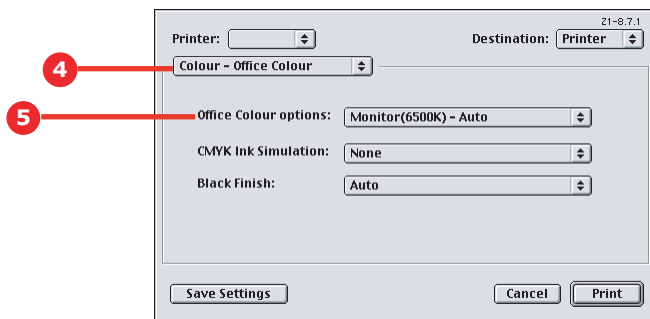 Z1-8.7.1
Printer: Destination: Printer
4 Colour - Office Colour
5 Office Colour options: Monitor(6500K) - Auto
CMYK Ink Simulation: None
Black Finish: Auto
Save Settings Cancel Print